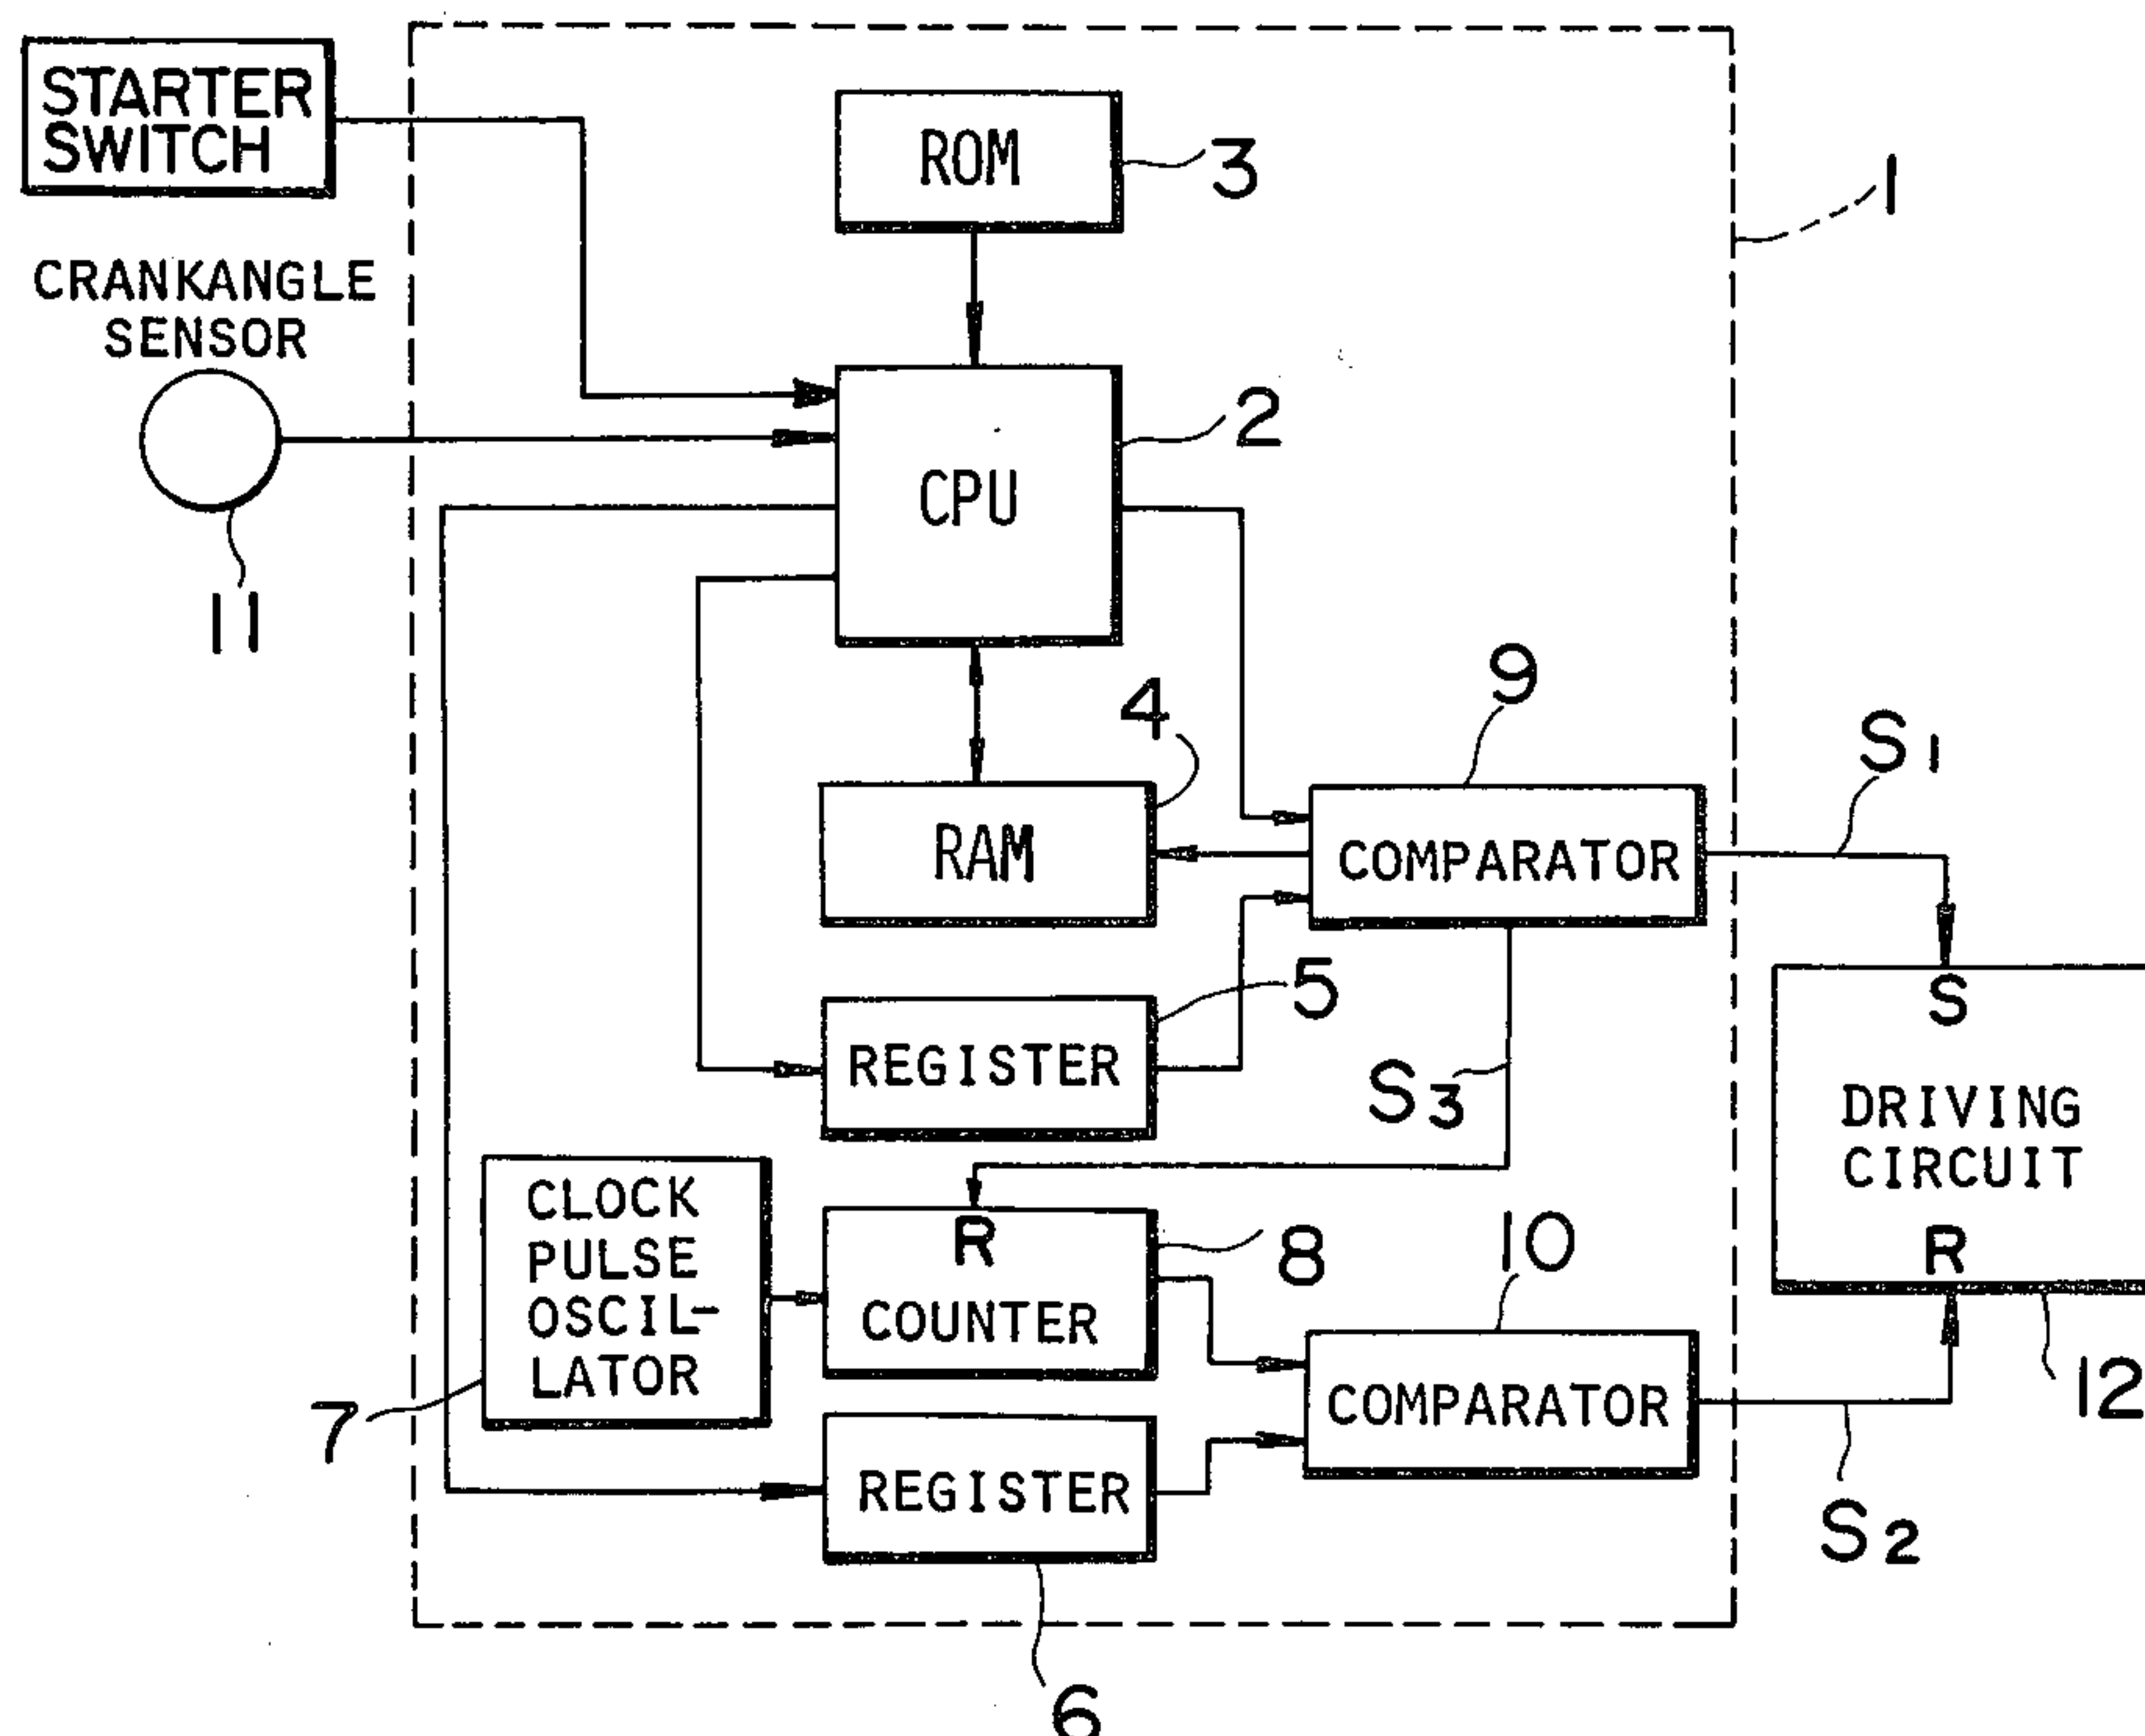 STARTER
SWITCH
ROM
3
1
CRANKANGLE
SENSOR
2
CPU
11
9
4
S1
RAM
COMPARATOR
5
S
REGISTER
S3
DRIVING
CIRCUIT
CLOCK
PULSE
OSCIL-
LATOR
R
COUNTER
8
10
R
7
COMPARATOR
12
REGISTER
S2
6